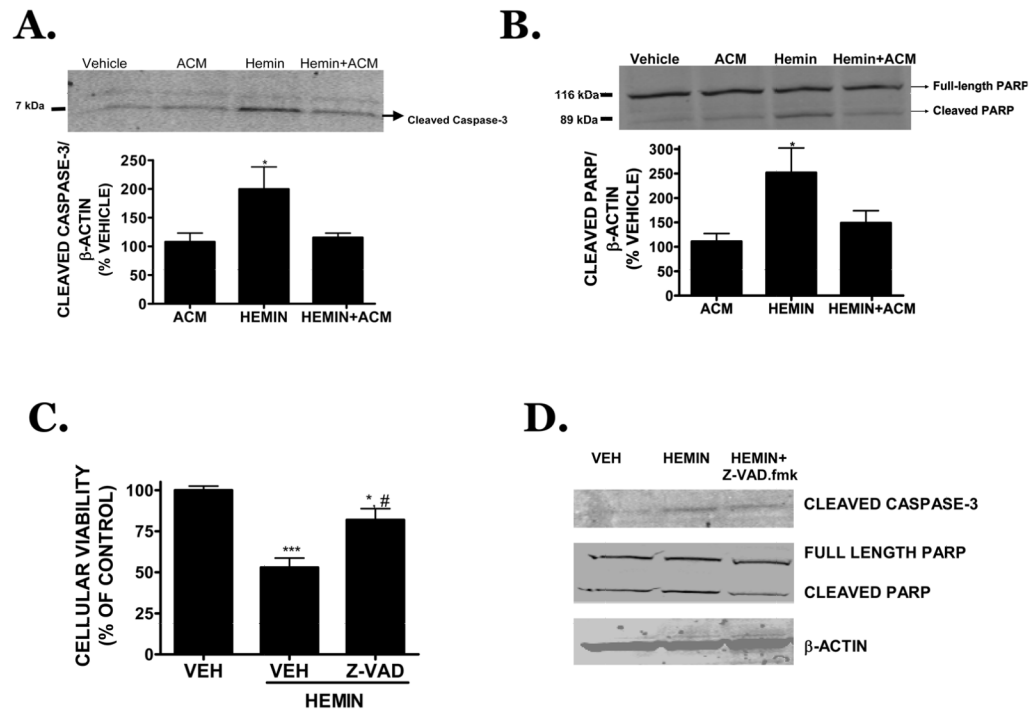 A.
Vehicle ACM Hemin Hemin+ACM
7 kDa
Cleaved Caspase-3
CLEAVED CASPASE-3/
β-ACTIN
(% VEHICLE)
250
200
150
100
50
0
*
ACM HEMIN HEMIN+ACM
B.
Vehicle ACM Hemin Hemin+ACM
116 kDa
89 kDa
Full-length PARP
Cleaved PARP
CLEAVED PARP/
β-ACTIN
(% VEHICLE)
300
250
200
150
100
50
0
*
ACM HEMIN HEMIN+ACM
C.
CELLULAR VIABILITY
(% OF CONTROL)
100
75
50
25
0
***
*, #
VEH VEH Z-VAD
HEMIN
D.
VEH HEMIN HEMIN+
Z-VAD.fmk
CLEAVED CASPASE-3
FULL LENGTH PARP
CLEAVED PARP
β-ACTIN